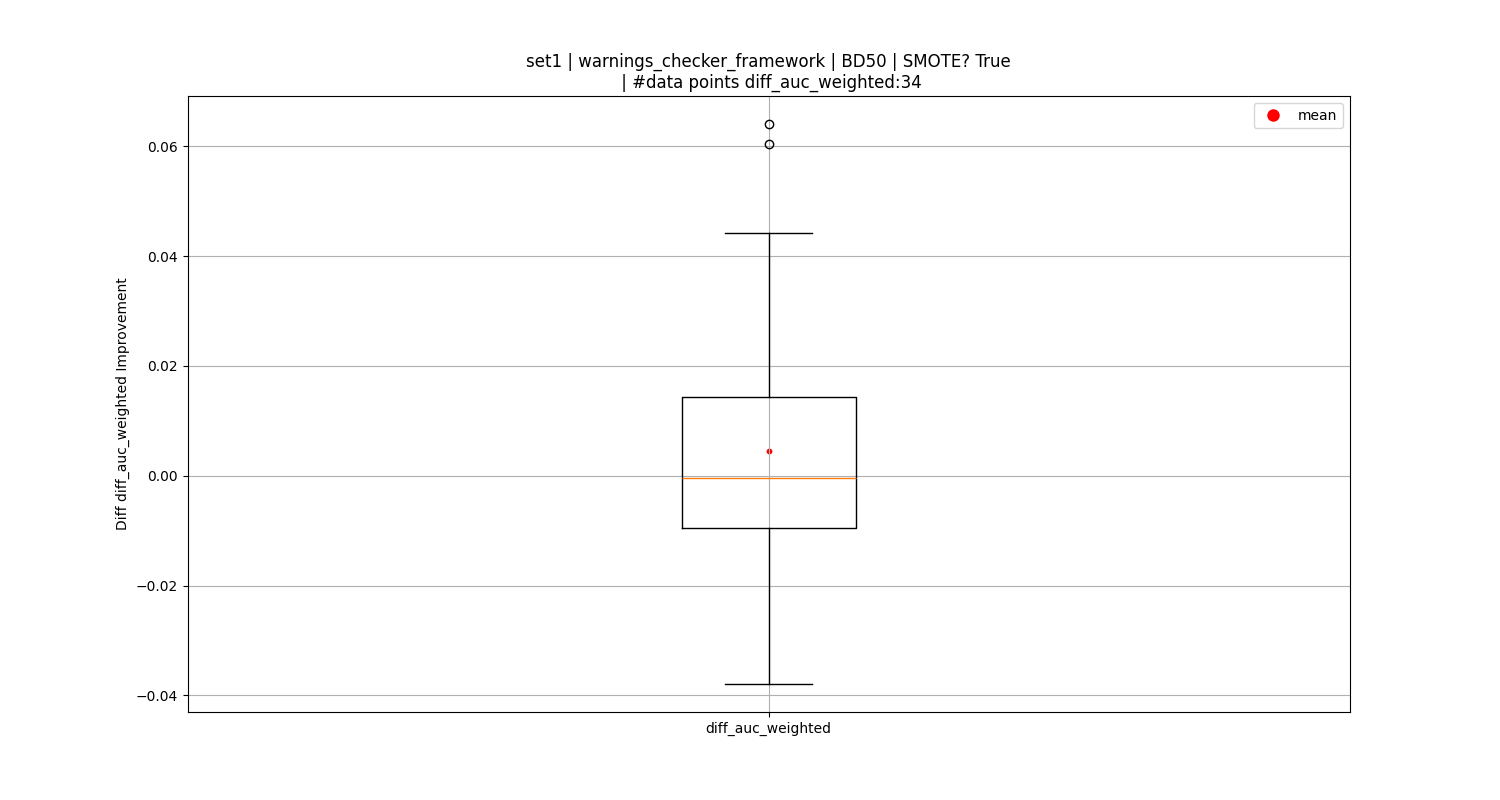 set1 | warnings_checker_framework | BD50 | SMOTE? True
| #data points diff_auc_weighted:34
mean
0.06
0.04
0.02
0.00
−0.02
−0.04
Diff diff_auc_weighted Improvement
diff_auc_weighted